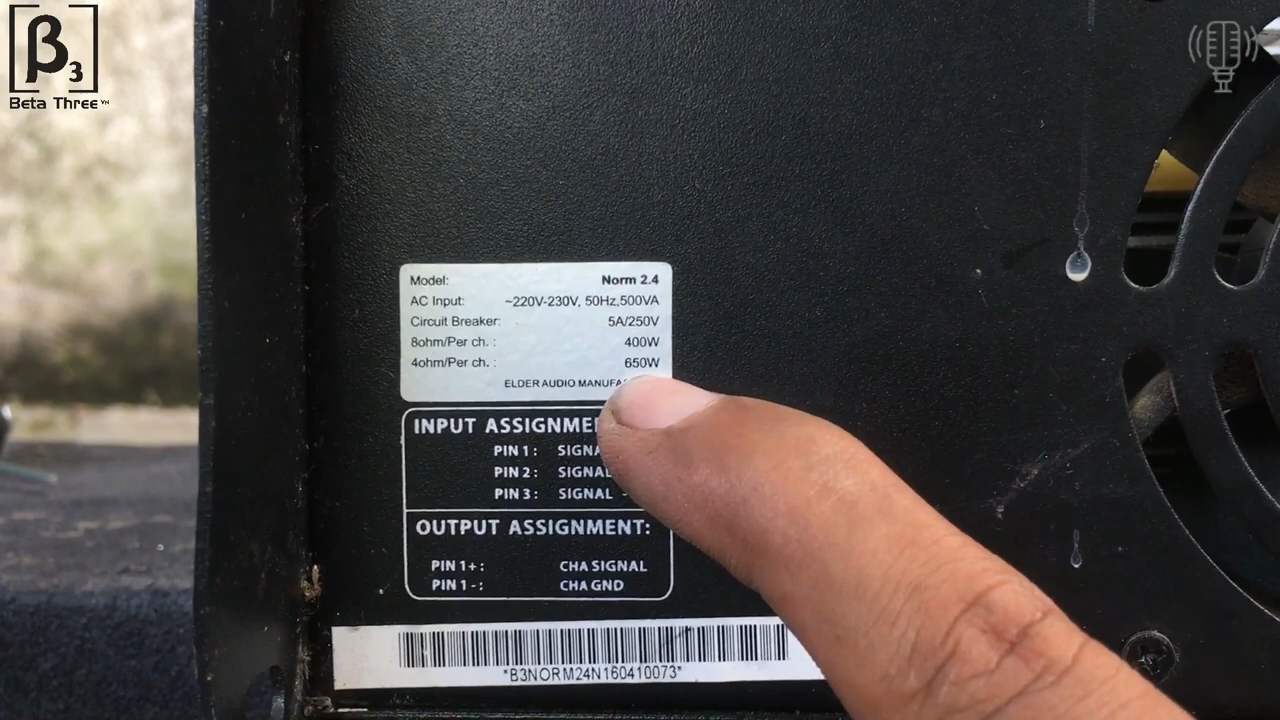 β3
Beta Three VN
Model: Norm 2.4
AC Input: ~220V-230V, 50Hz,500VA
Circuit Breaker: 5A/250V
8ohm/Per ch. : 400W
4ohm/Per ch. : 650W
ELDER AUDIO
INPUT
PIN 1 :
PIN 2 :
PIN 3 : SIGNAL -
OUTPUT ASSIGNMENT:
PIN 1+ : CHA SIGNAL
PIN 1 - : CHA GND
*B3NORM24N160410073*